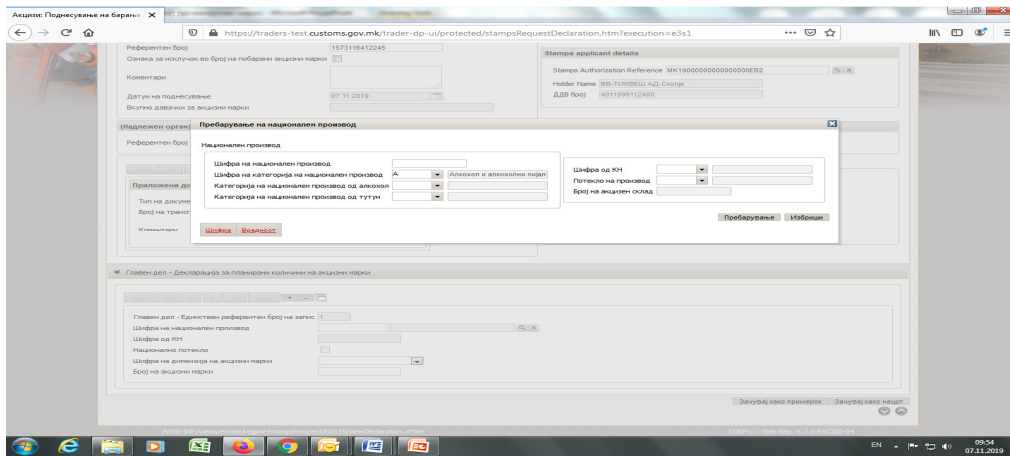 Акцизи: Поднесување на барање
https://traders-test.customs.gov.mk/trader-dp-ui/protected/stampsRequestDeclaration.htm?execution=e3s1
Референтен број 1573116412245
Ознака за исклучок во број на побарани акцизни марки
Коментари
Датум на поднесување 07.11.2019
Вкупно давачки за акцизни марки
Stamps applicant details
Stamps Authorization Reference MK19000000000000000EB2
Holder Name ВВ-ТИКВЕШ АД-Скопје
ДДВ број 4011999112400
(Надлежен орган)
Референтен број
Пребарување на национален производ
Национален производ
Шифра на национален производ
Шифра на категорија на национален производ A Алкохол и алкохолни пијал
Категорија на национален производ од алкохол
Категорија на национален производ од тутун
Шифра од КН
Потекло на производ
Број на акцизен склад
Пребарување Избриши
Шифра Вредност
Приложени до
Тип на докуме
Број на трансп
Коментари
Главен дел - Декларација за планирани количини на акцизни марки
Главен дел - Единствен референтен број на запис 1
Шифра на национален производ
Шифра од КН
Национално потекло
Шифра на димензија на акцизни марки
Број на акцизни марки
Зачувај како примерок Зачувај како нацрт
EN
09:54
07.11.2019